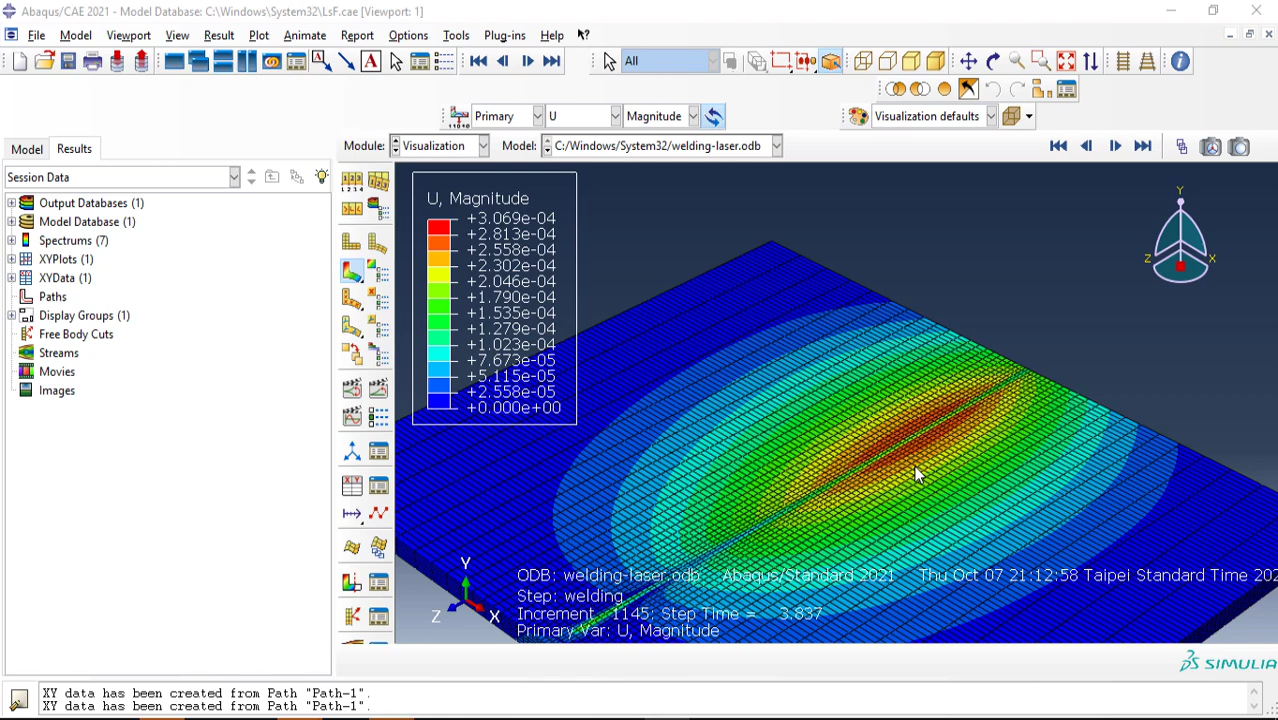 Abaqus/CAE 2021 - Model Database: C:\Windows\System32\LsF.cae [Viewport: 1]
File Model Viewport View Result Plot Animate Report Options Tools Plug-ins Help
All
Primary U Magnitude Visualization defaults
Model Results
Module: Visualization Model: C:/Windows/System32/welding-laser.odb
Session Data
Output Databases (1)
Model Database (1)
Spectrums (7)
XYPlots (1)
XYData (1)
Paths
Display Groups (1)
Free Body Cuts
Streams
Movies
Images
U, Magnitude
+3.069e-04
+2.813e-04
+2.558e-04
+2.302e-04
+2.046e-04
+1.790e-04
+1.535e-04
+1.279e-04
+1.023e-04
+7.673e-05
+5.115e-05
+2.558e-05
+0.000e+00
Y
Z X
Y
Z X
ODB: welding-laser.odb Abaqus/Standard 2021 Thu Oct 07 21:12:58 Taipei Standard Time 202
Step: welding
Increment 1145: Step Time = 3.837
Primary Var: U, Magnitude
SIMULIA
XY data has been created from Path "Path-1".
XY data has been created from Path "Path-1".